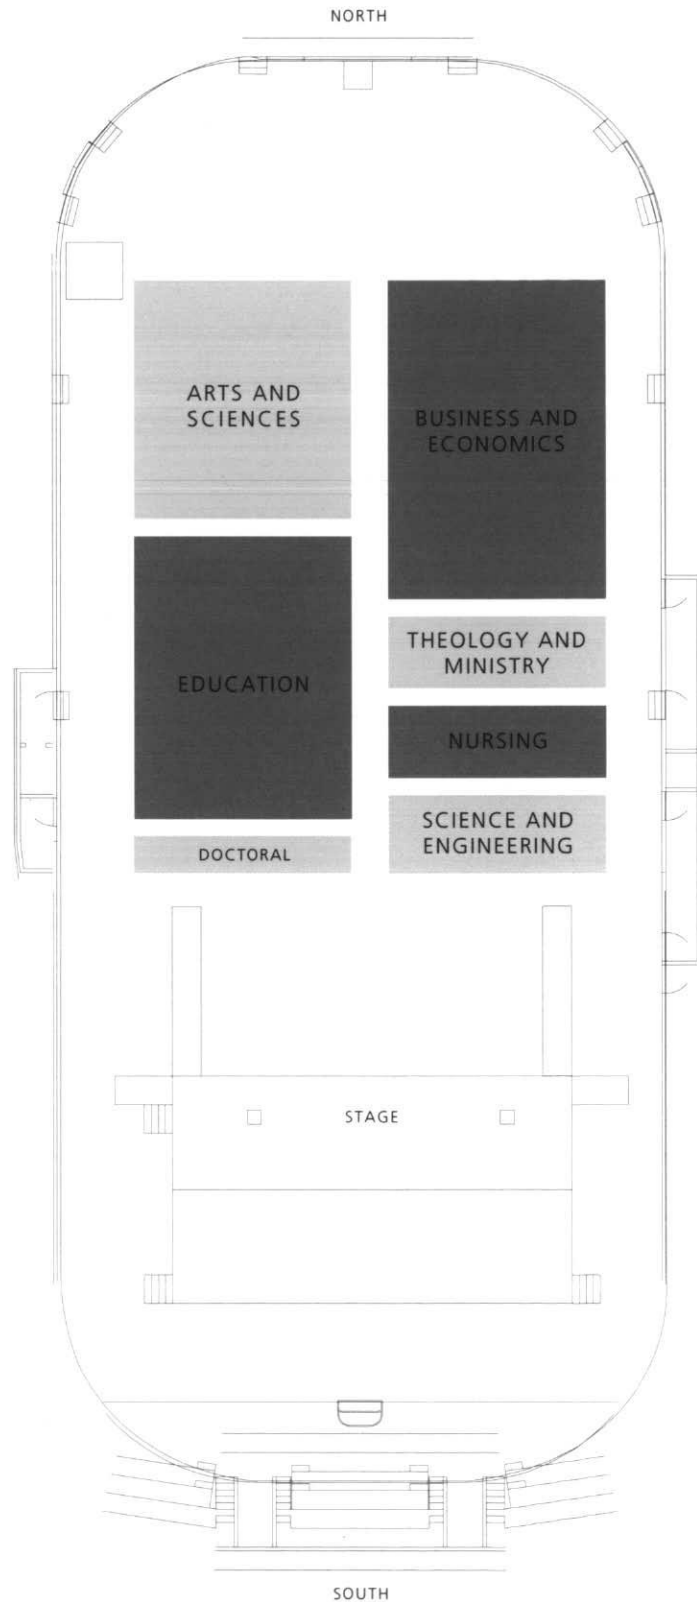 NORTH
ARTS AND
SCIENCES
BUSINESS AND
ECONOMICS
THEOLOGY AND
MINISTRY
EDUCATION
NURSING
SCIENCE AND
ENGINEERING
DOCTORAL
STAGE
SOUTH